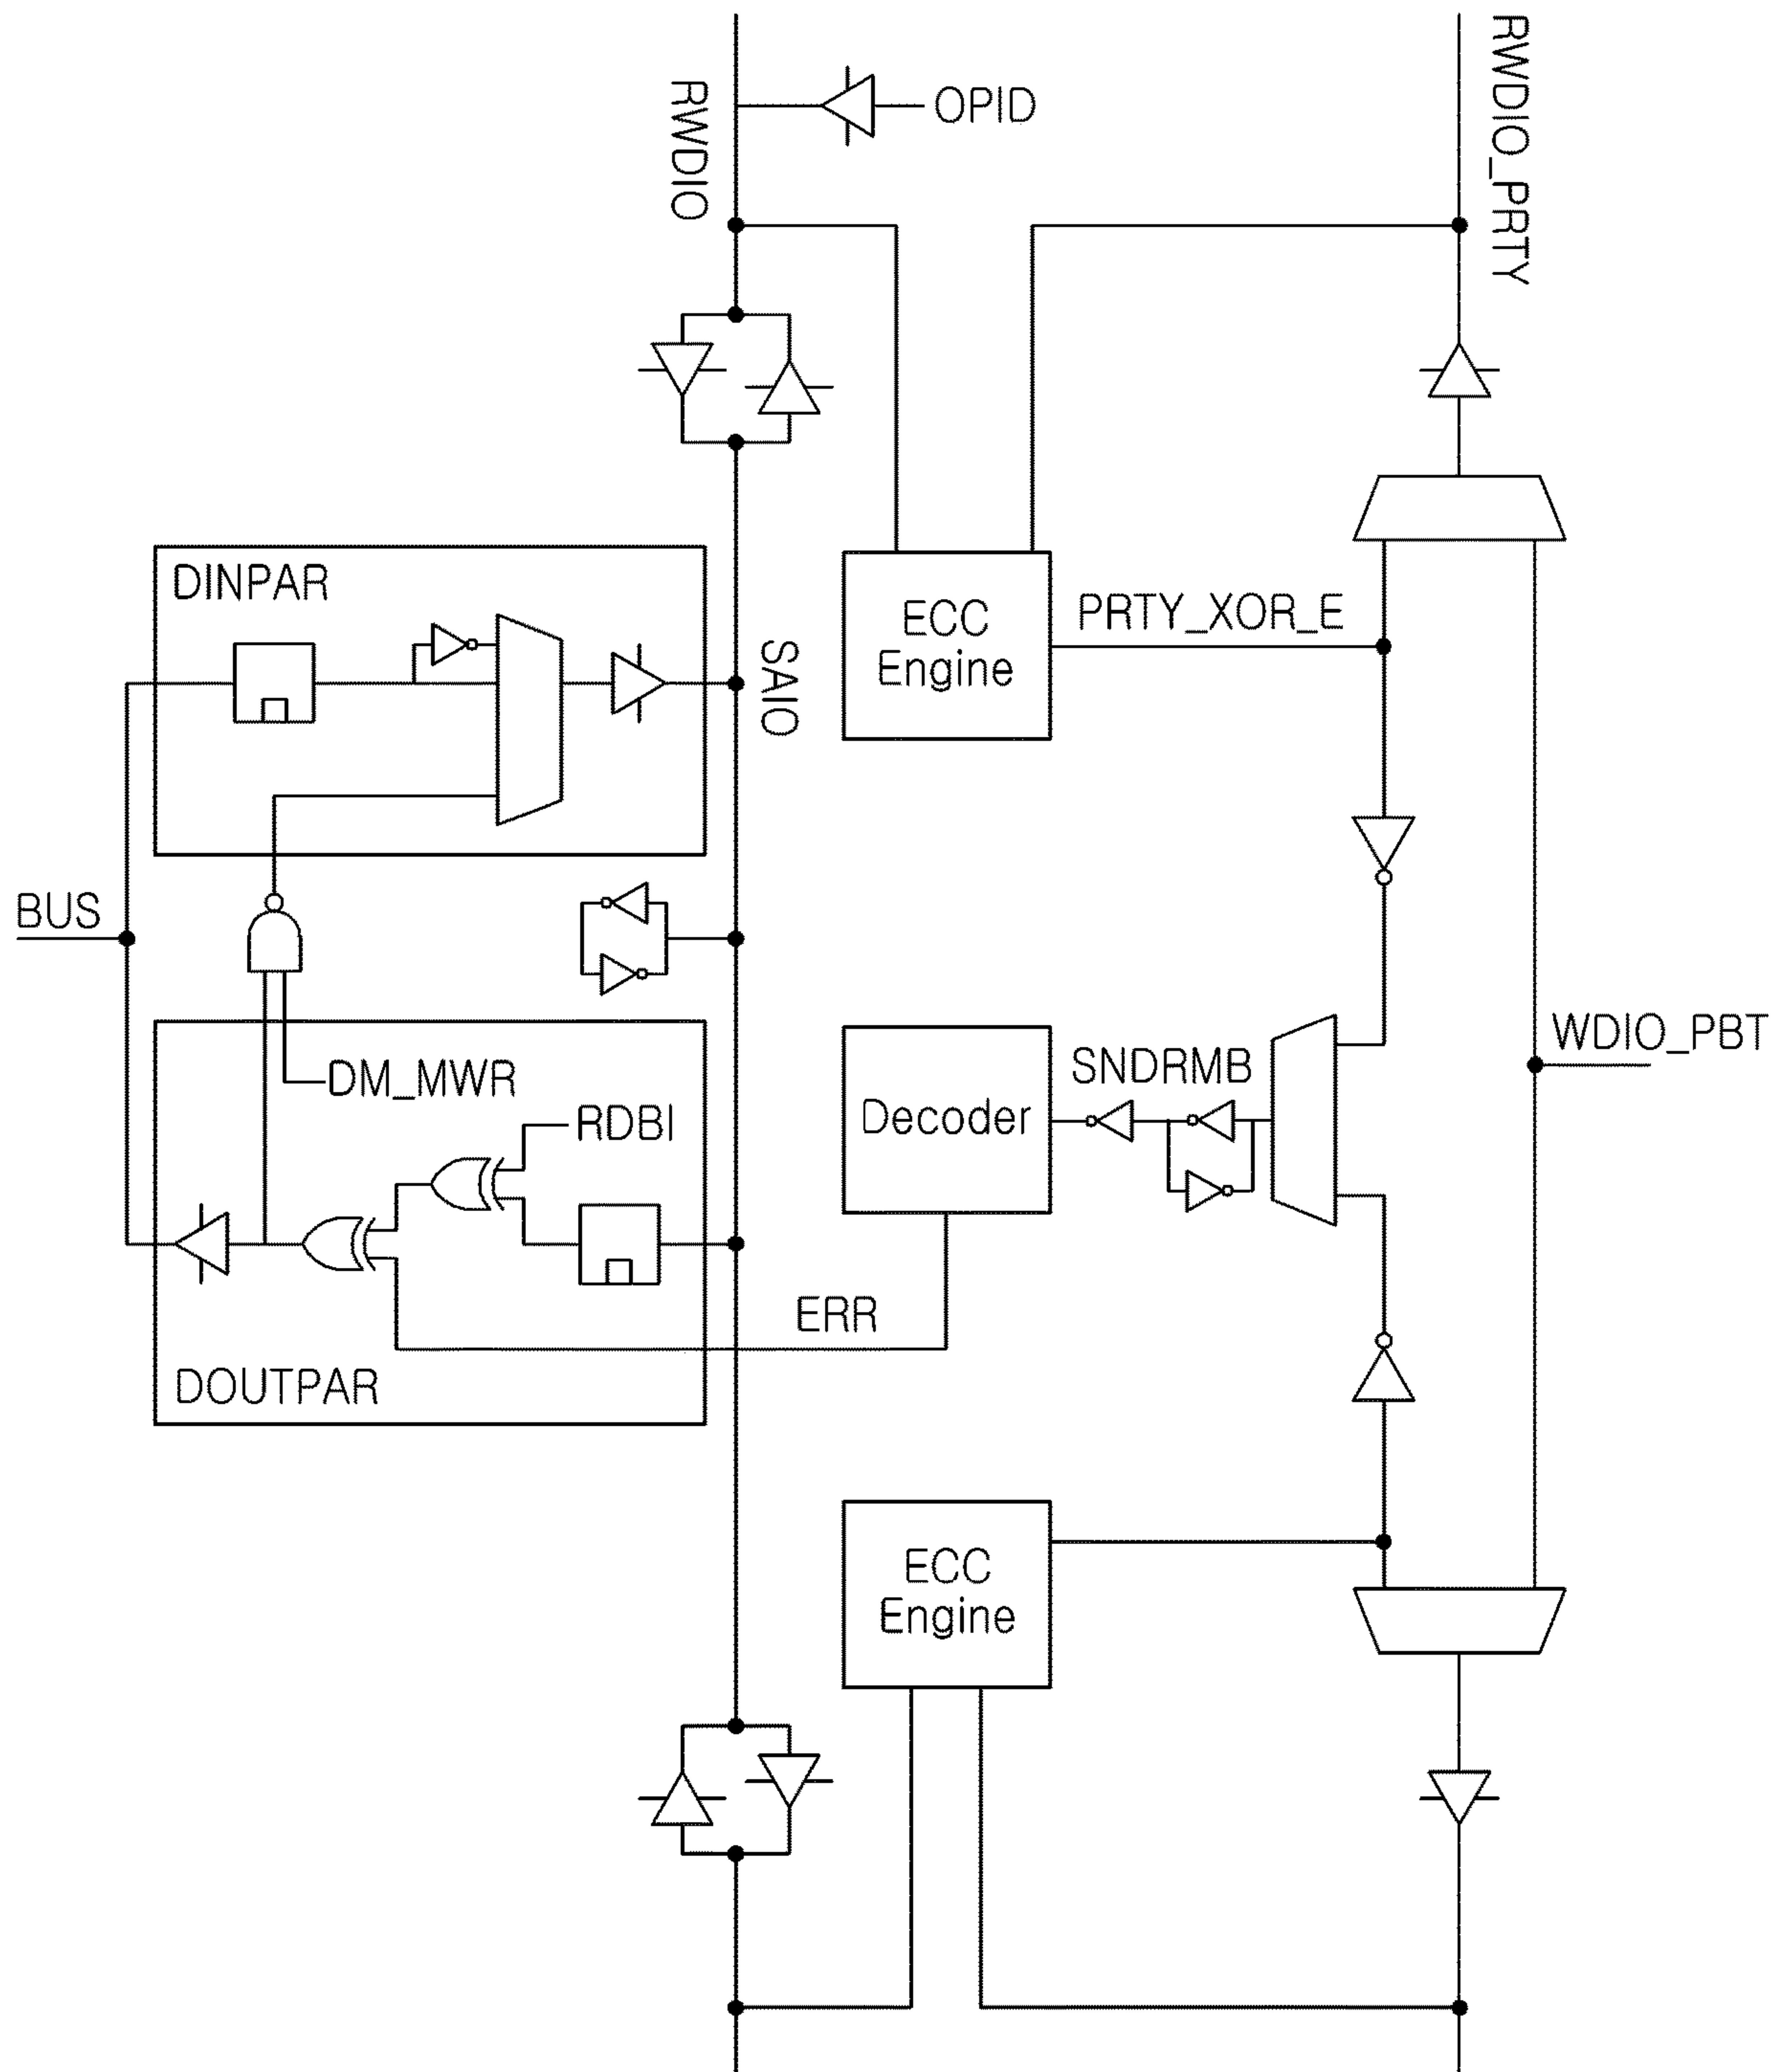 RWDIO
OPID
RWDIO_PRTY
DINPAR
SAIO
ECC
Engine
PRTY_XOR_E
BUS
DM_MWR
RDBI
Decoder
SNDRMB
WDIO_PBT
ERR
DOUTPAR
ECC
Engine